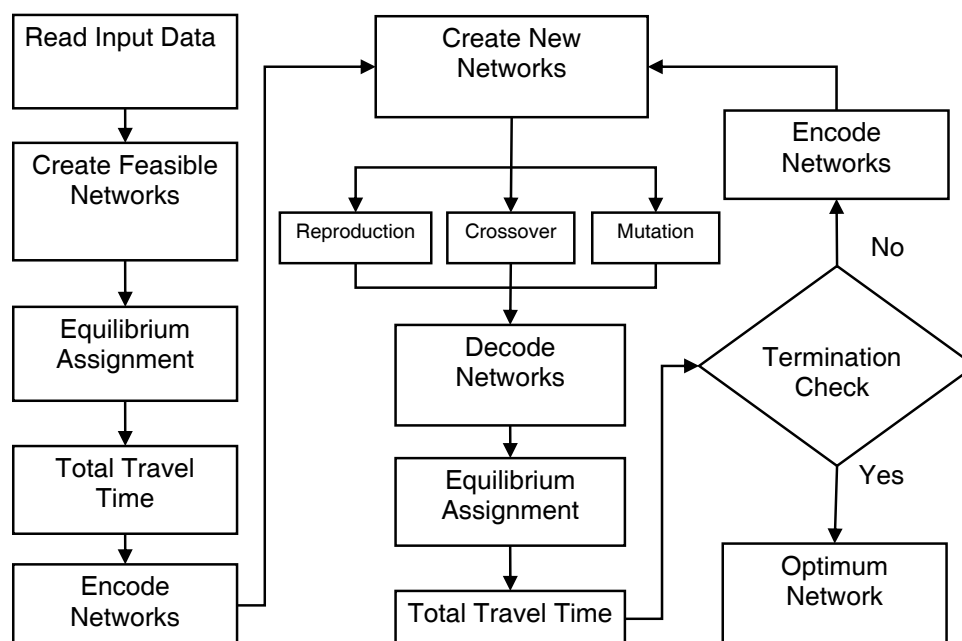 Read Input Data
Create Feasible
Networks
Equilibrium
Assignment
Total Travel
Time
Encode
Networks
Create New
Networks
Reproduction
Crossover
Mutation
Decode
Networks
Equilibrium
Assignment
Total Travel Time
Encode
Networks
No
Termination
Check
Yes
Optimum
Network